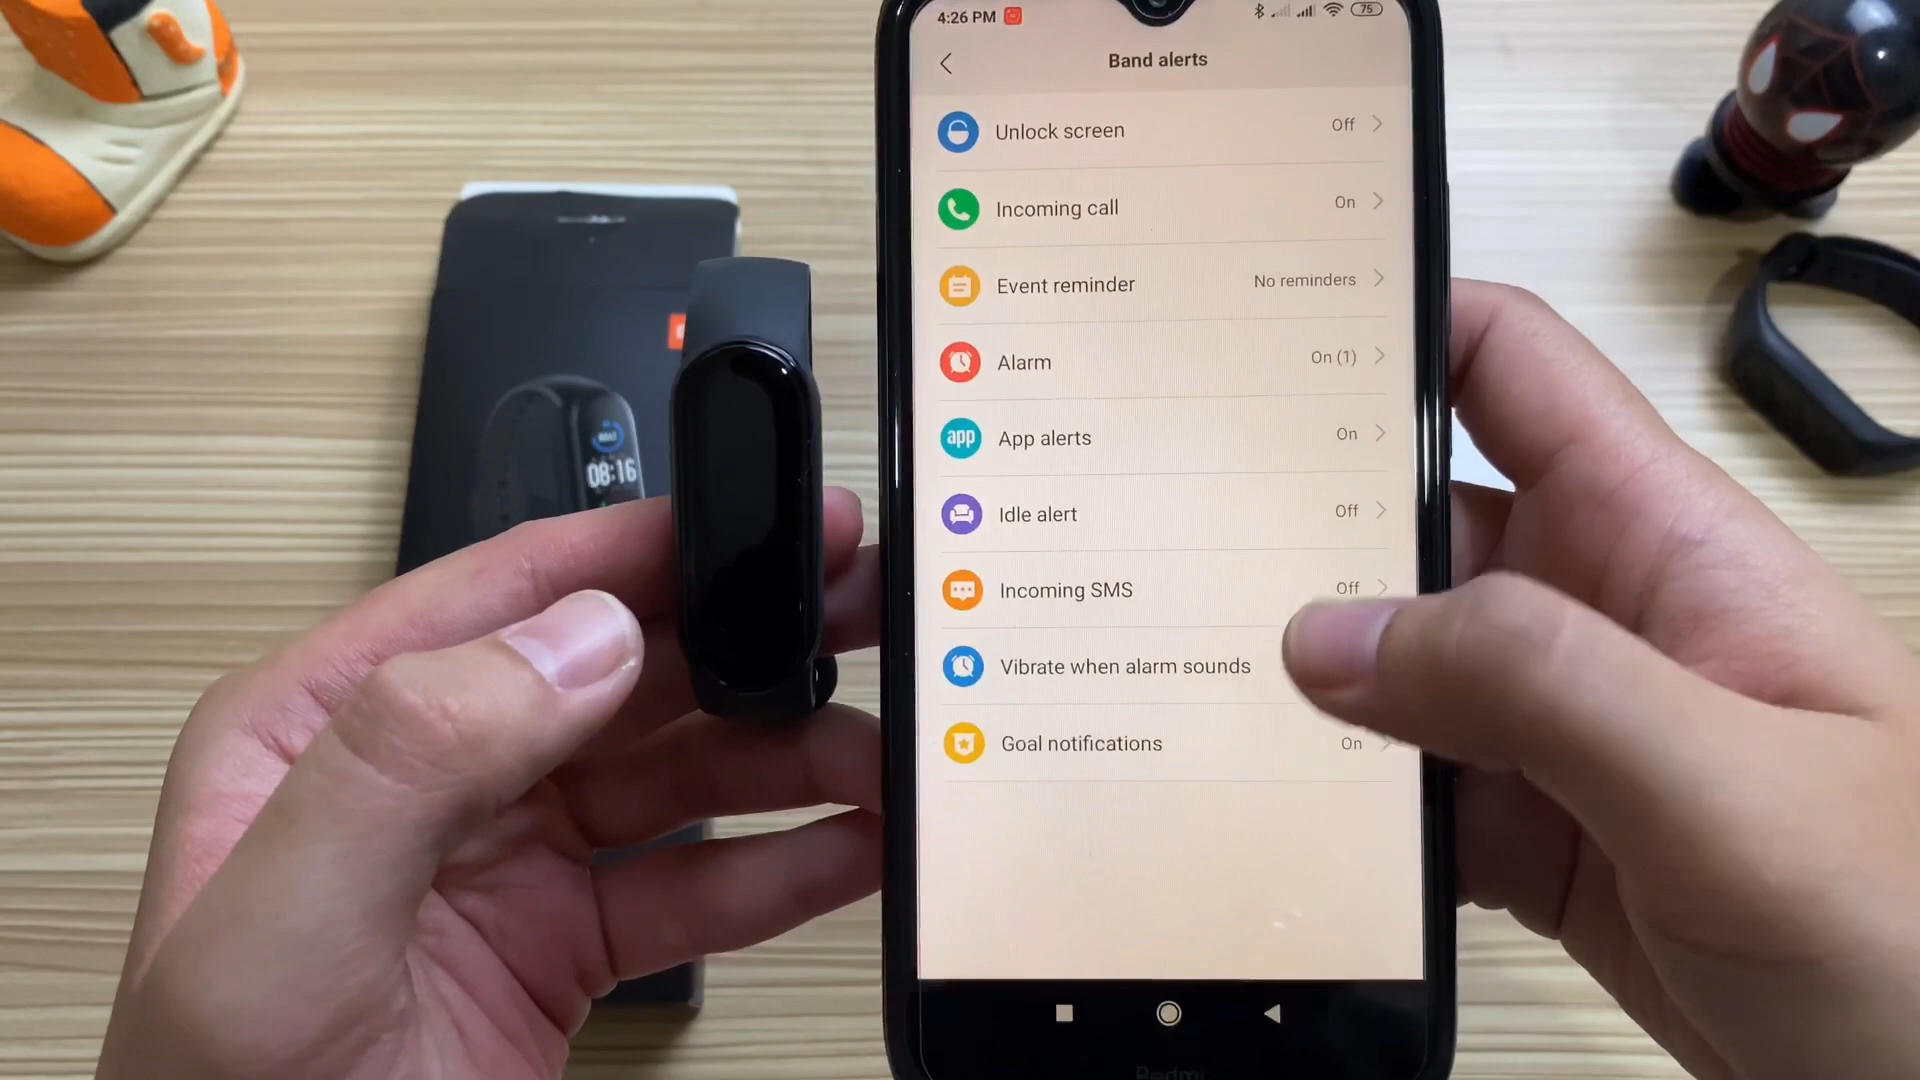 4:26 PM
75
Band alerts
Unlock screen Off
Incoming call On
Event reminder No reminders
Alarm On (1)
app App alerts On
Idle alert Off
Incoming SMS Off
Vibrate when alarm sounds
Goal notifications On
08:16
Redmi